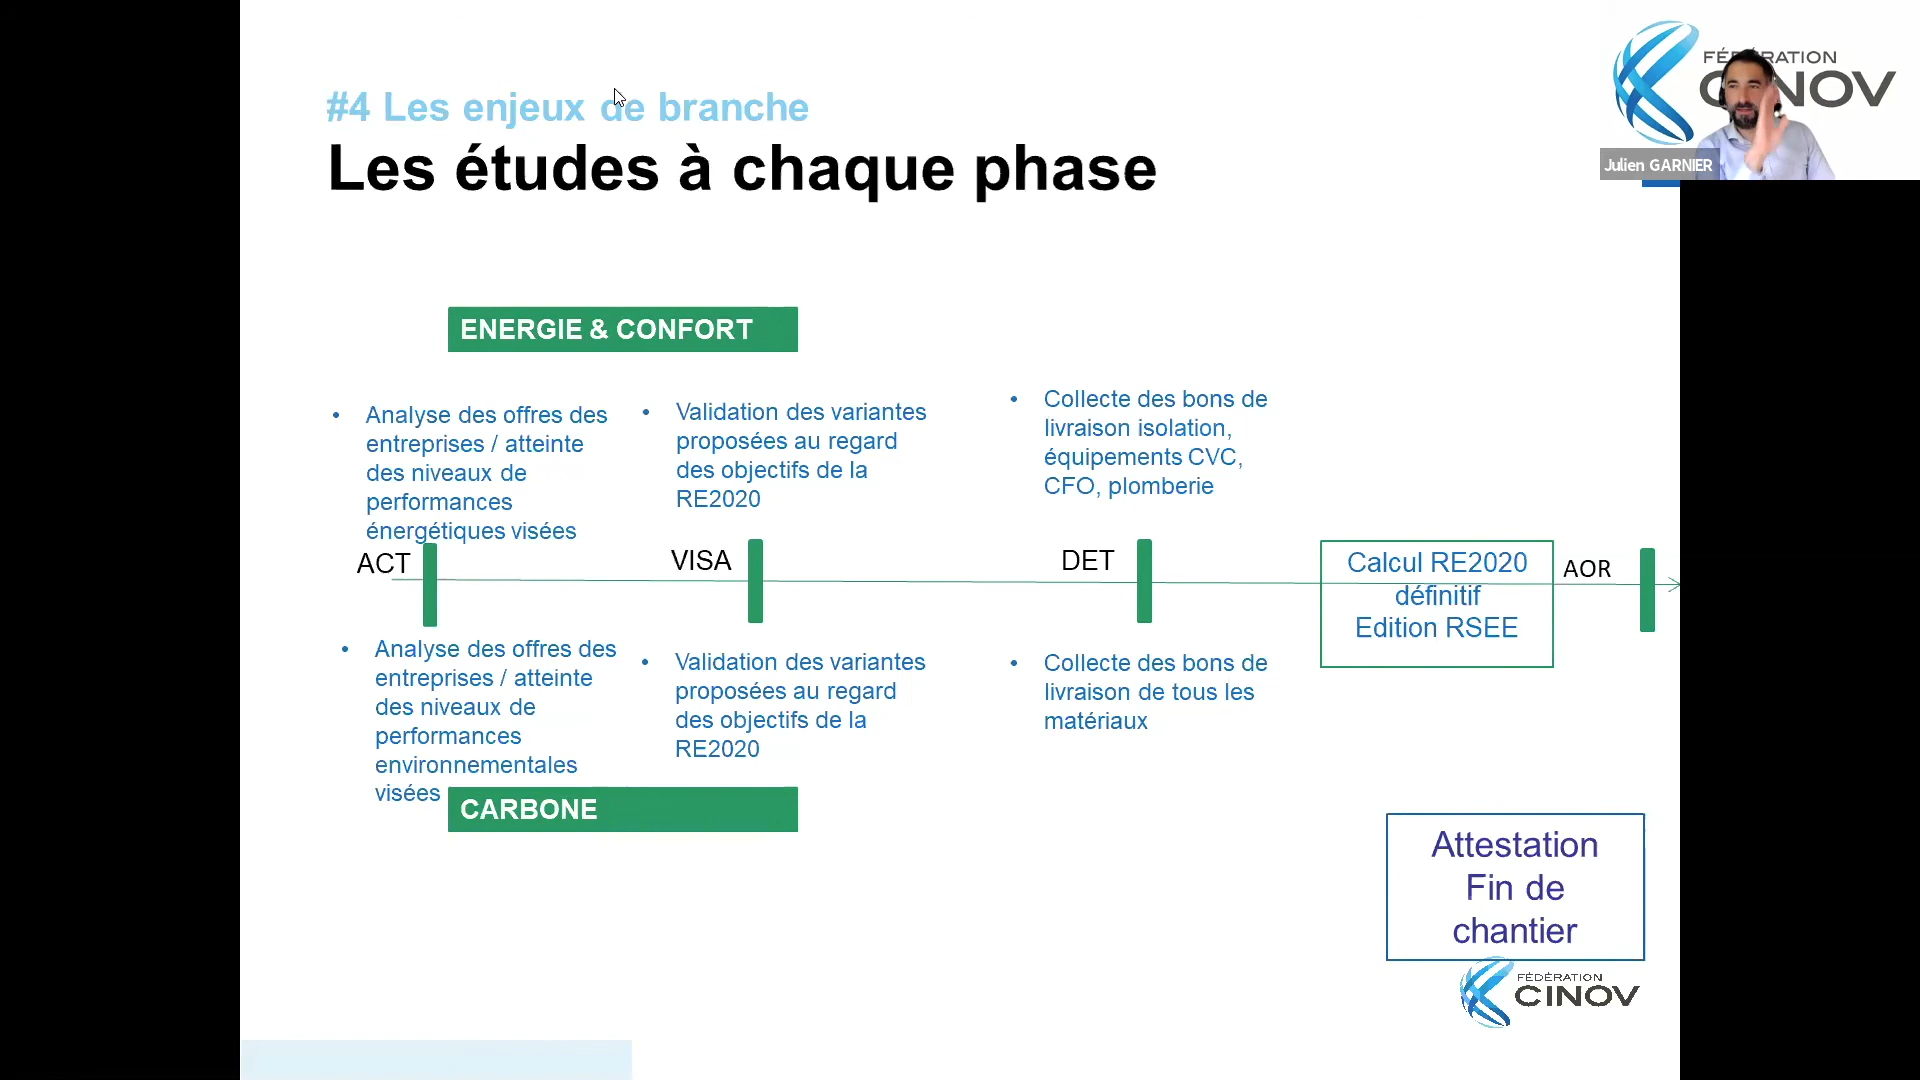 #4 Les enjeux de branche
Les études à chaque phase
FÉDÉRATION
CINOV
Julien GARNIER
ENERGIE & CONFORT
• Analyse des offres des
entreprises / atteinte
des niveaux de
performances
énergétiques visées
• Validation des variantes
proposées au regard
des objectifs de la
RE2020
• Collecte des bons de
livraison isolation,
équipements CVC,
CFO, plomberie
ACT
VISA
DET
Calcul RE2020
définitif
Edition RSEE
AOR
• Analyse des offres des
entreprises / atteinte
des niveaux de
performances
environnementales
visées
• Validation des variantes
proposées au regard
des objectifs de la
RE2020
• Collecte des bons de
livraison de tous les
matériaux
CARBONE
Attestation
Fin de
chantier
FÉDÉRATION
CINOV